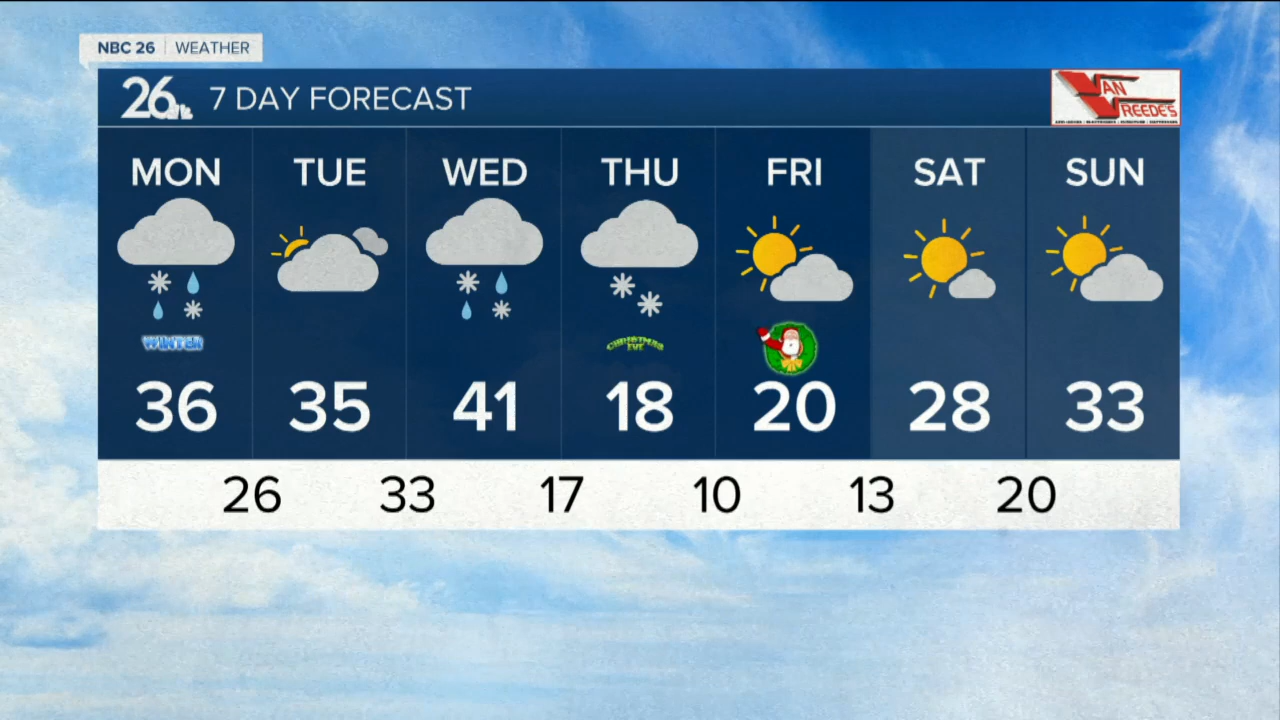 NBC 26 | WEATHER
26 7 DAY FORECAST
VAN VREEDE'S
MON TUE WED THU FRI SAT SUN
WINTER CHRISTMAS EVE
36 35 41 18 20 28 33
26 33 17 10 13 20